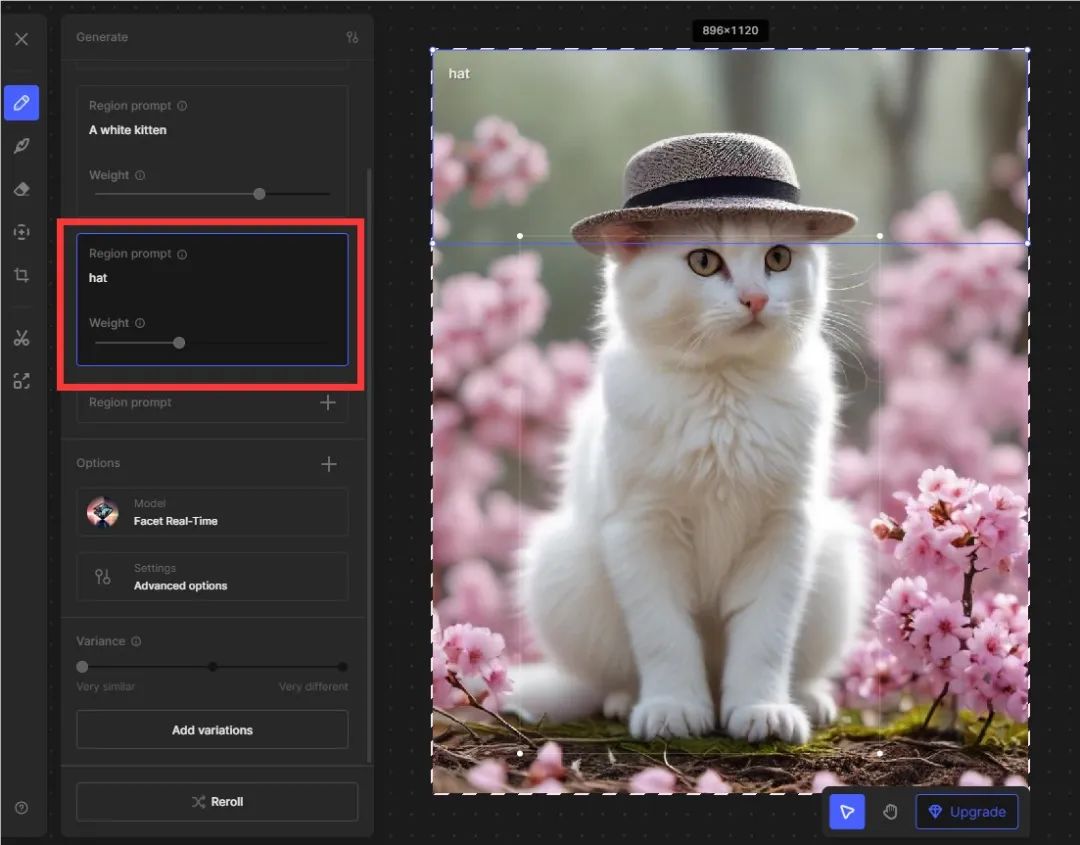 Generate
Region prompt
A white kitten
Weight
Region prompt
hat
Weight
Region prompt
Options
Model
Facet Real-Time
Settings
Advanced options
Variance
Very similar
Very different
Add variations
Reroll
896×1120
hat
Upgrade